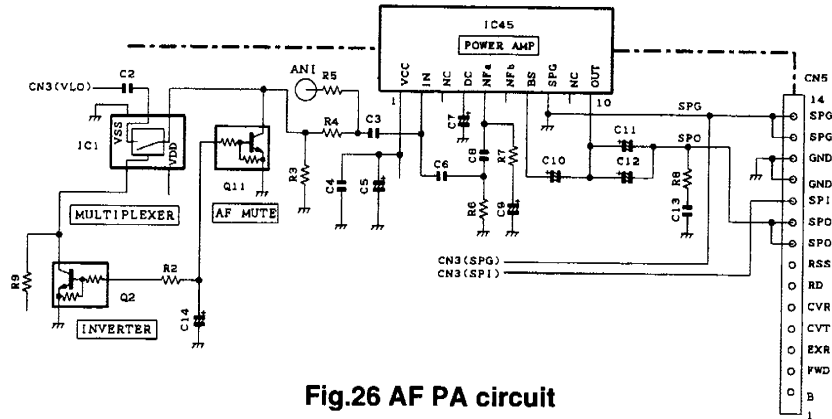 IC45
POWER AMP
VCC
IN
NC
DC
NFa
NFb
BS
SPG
NC
OUT
1
10
CN3(VLO)
C2
ANI
R5
R4
C3
C7
VSS
VDD
IC1
MULTIPLEXER
Q11
AF MUTE
R3
C4
C5
C6
C8
R7
R6
C9
C10
C11
C12
SPG
SPO
R8
C13
CN3(SPG)
CN3(SPI)
R9
Q2
INVERTER
R2
C14
CN5
14
SPG
SPG
GND
GND
SPI
SPO
SPO
RSS
RD
CVR
CVT
EXR
FWD
B
1
Fig.26 AF PA circuit